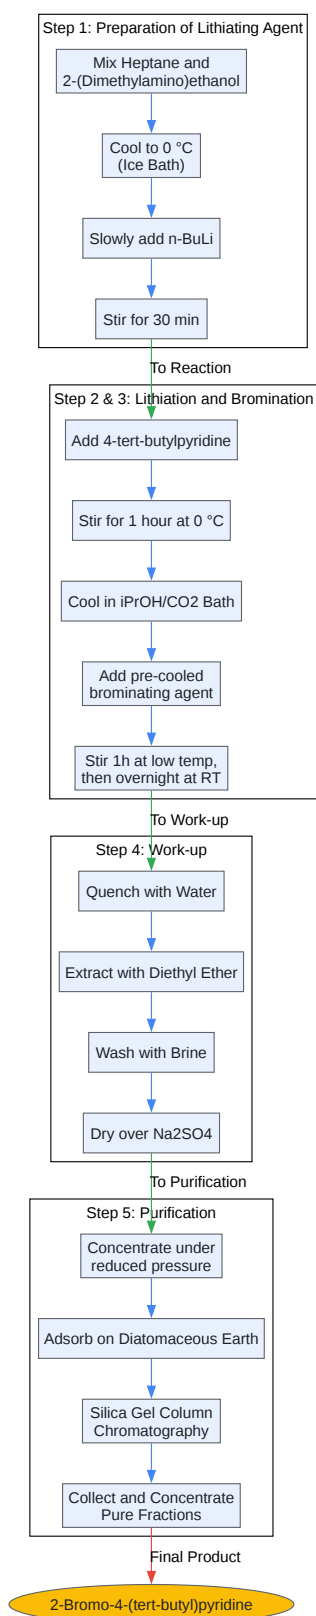 Step 1: Preparation of Lithiating Agent
Mix Heptane and
2-(Dimethylamino)ethanol
Cool to 0 °C
(Ice Bath)
Slowly add n-BuLi
Stir for 30 min
To Reaction
Step 2 & 3: Lithiation and Bromination
Add 4-tert-butylpyridine
Stir for 1 hour at 0 °C
Cool in iPrOH/CO2 Bath
Add pre-cooled
brominating agent
Stir 1h at low temp,
then overnight at RT
To Work-up
Step 4: Work-up
Quench with Water
Extract with Diethyl Ether
Wash with Brine
Dry over Na2SO4
To Purification
Step 5: Purification
Concentrate under
reduced pressure
Adsorb on Diatomaceous Earth
Silica Gel Column
Chromatography
Collect and Concentrate
Pure Fractions
Final Product
2-Bromo-4-(tert-butyl)pyridine